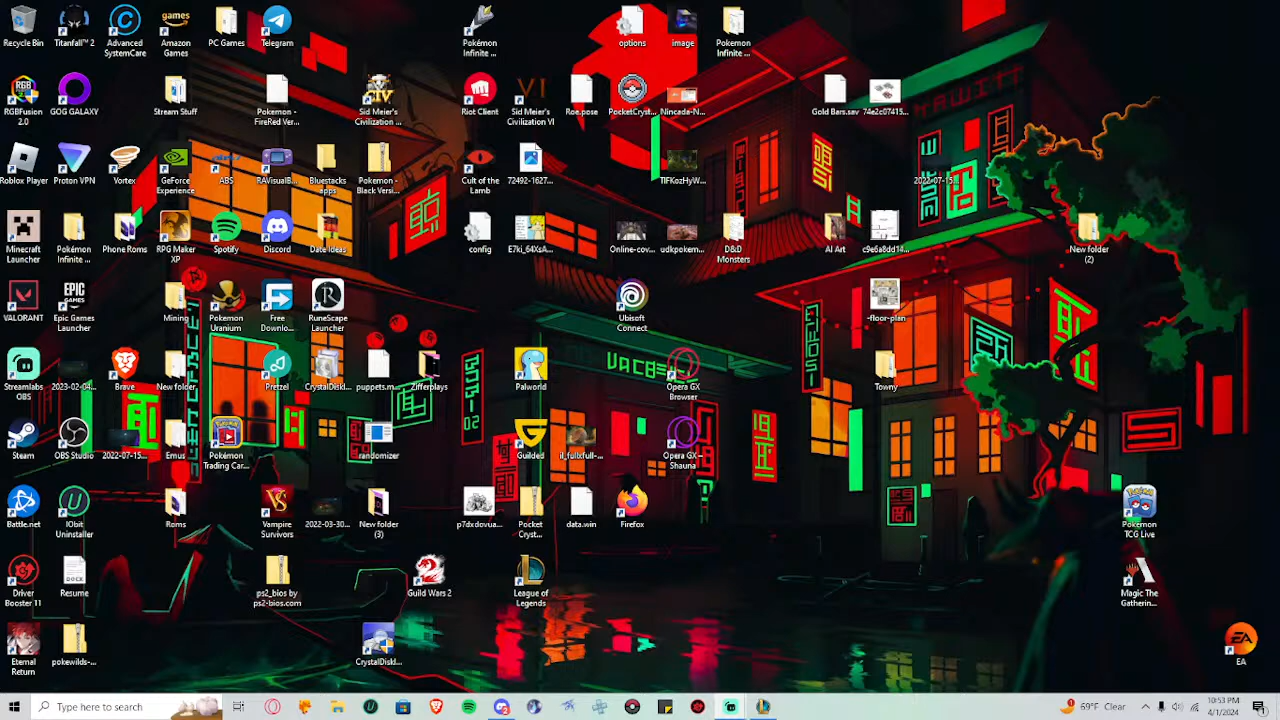 Recycle Bin
Titanfall™ 2
Advanced
SystemCare
Amazon
Games
PC Games
Telegram
Pokémon
Infinite ...
options
image
Pokemon
Infinite ...
RGBFusion
2.0
GOG GALAXY
Stream Stuff
Pokemon -
FireRed Ver...
Sid Meier's
Civilization ...
Riot Client
Sid Meier's
Civilization VI
Roe.pose
PocketCryst...
Nincada-N...
Gold Bars.sav
74e2c07415...
Roblox Player
Proton VPN
Vortex
GeForce
Experience
ABS
RAVisualB...
Bluestacks
apps
Pokemon -
Black Versi...
Cult of the
Lamb
72492-1627...
TIFKozHyW...
2022-07-15...
Minecraft
Launcher
Pokémon
Infinite ...
Phone Roms
RPG Maker
XP
Spotify
Discord
Date Ideas
config
E7ki_64XsA...
Online-cov...
udkpokem...
D&D
Monsters
AI Art
c9e6a8dd14...
New folder
(2)
VALORANT
Epic Games
Launcher
Mining
Pokemon
Uranium
Free
Downlo...
RuneScape
Launcher
Ubisoft
Connect
-floor-plan
Streamlabs
OBS
2023-02-04...
Brave
New folder
Pretzel
CrystalDisk...
puppets.m...
Zifferplays
Palworld
Opera GX
Browser
Towny
Steam
OBS Studio
2022-07-15...
Emus
Pokémon
Trading Car...
randomizer
Guilded
il_fullxfull-...
Opera GX –
Shauna
Battle.net
IObit
Uninstaller
Roms
Vampire
Survivors
2022-03-30...
New folder
(3)
p7dxdovua...
Pocket
Cryst...
data.win
Firefox
Pokemon
TCG Live
Driver
Booster 11
Resume
ps2_bios by
ps2-bios.com
Guild Wars 2
League of
Legends
Magic The
Gatherin...
Eternal
Return
pokewilds-...
CrystalDiskI...
EA
Type here to search
59°F Clear
10:53 PM
4/1/2024